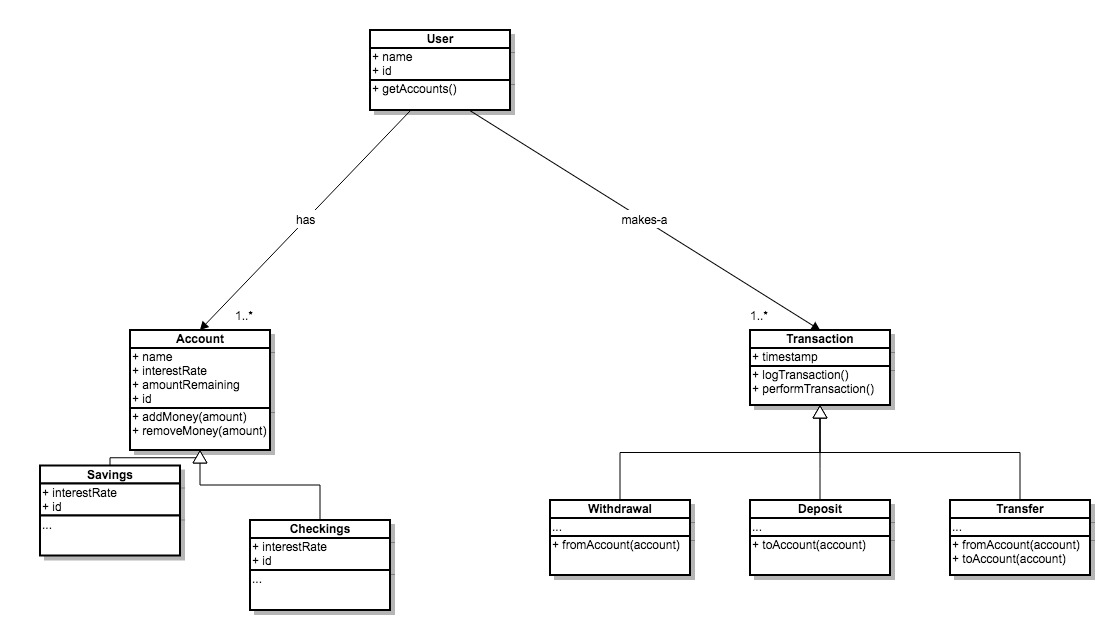 User
+ name
+ id
+ getAccounts()
has
makes-a
1..*
1..*
Account
+ name
+ interestRate
+ amountRemaining
+ id
+ addMoney(amount)
+ removeMoney(amount)
Transaction
+ timestamp
+ logTransaction()
+ performTransaction()
Savings
+ interestRate
+ id
...
Checkings
+ interestRate
+ id
...
Withdrawal
...
+ fromAccount(account)
Deposit
...
+ toAccount(account)
Transfer
...
+ fromAccount(account)
+ toAccount(account)